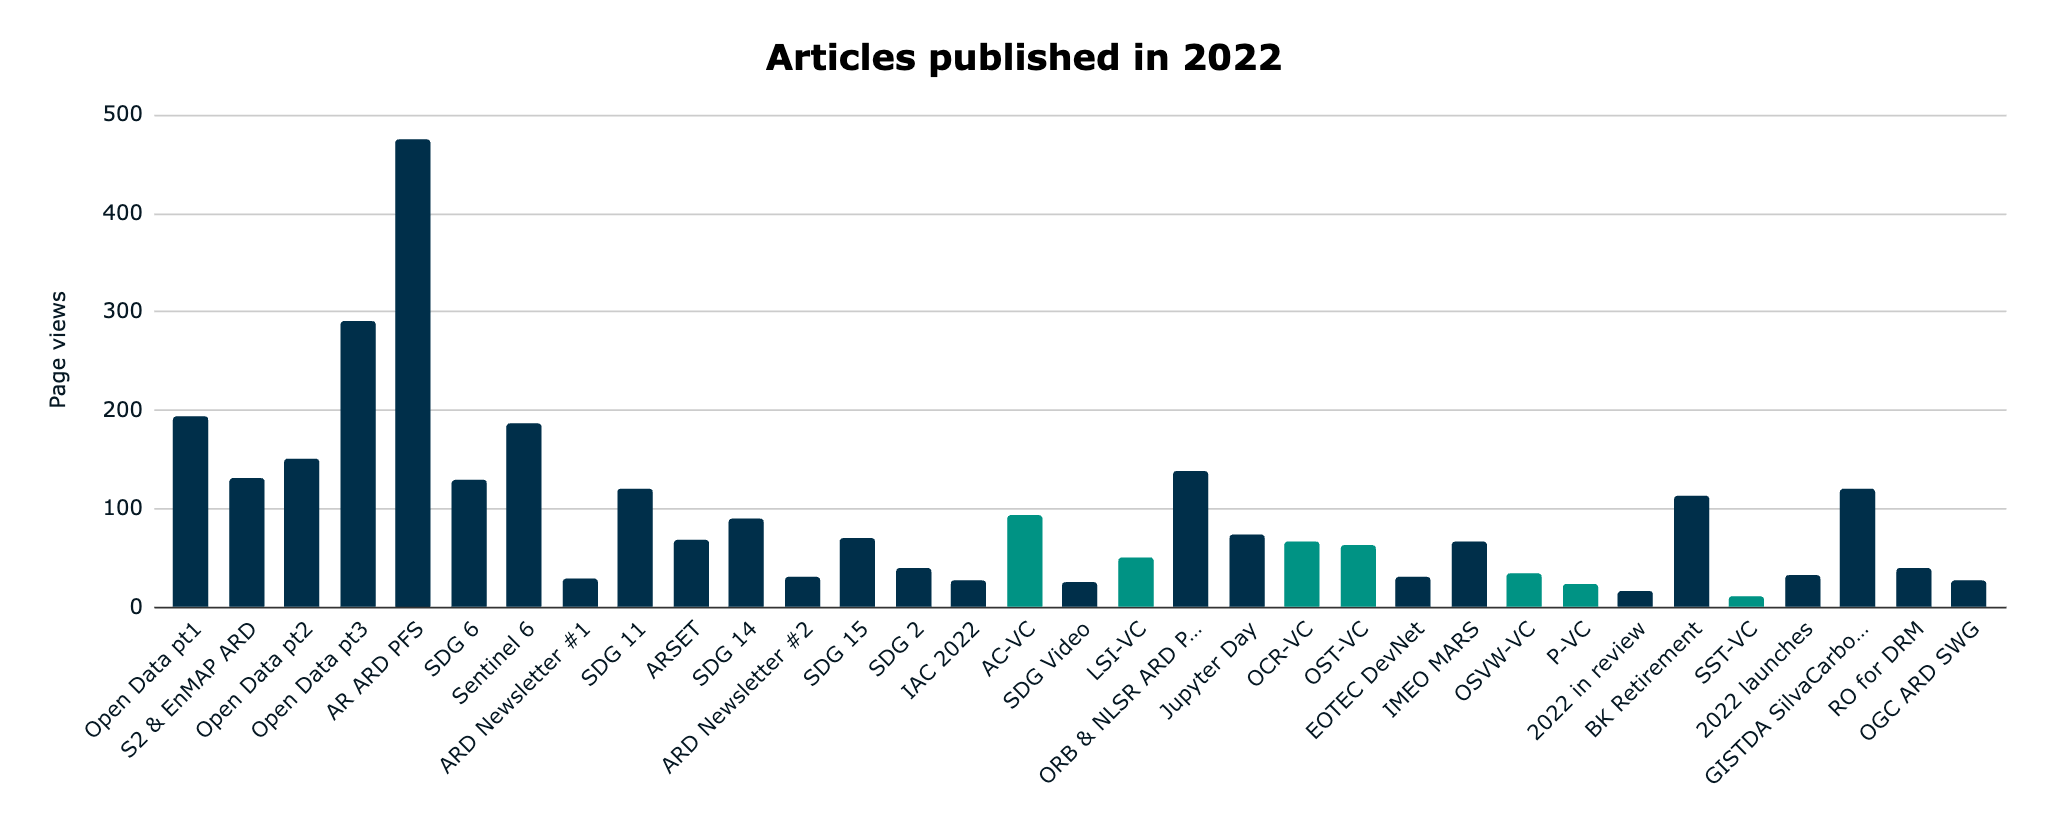 Articles published in 2022
Page views
500
400
300
200
100
0
Open Data pt1
S2 & EnMAP ARD
Open Data pt2
Open Data pt3
AR ARD PFS
SDG 6
Sentinel 6
ARD Newsletter #1
SDG 11
ARSET
SDG 14
ARD Newsletter #2
SDG 15
SDG 2
IAC 2022
AC-VC
SDG Video
LSI-VC
ORB & NLSR ARD P...
Jupyter Day
OCR-VC
OST-VC
EOTEC DevNet
IMEO MARS
OSVW-VC
P-VC
2022 in review
BK Retirement
SST-VC
2022 launches
GISTDA SilvaCarbo...
RO for DRM
OGC ARD SWG